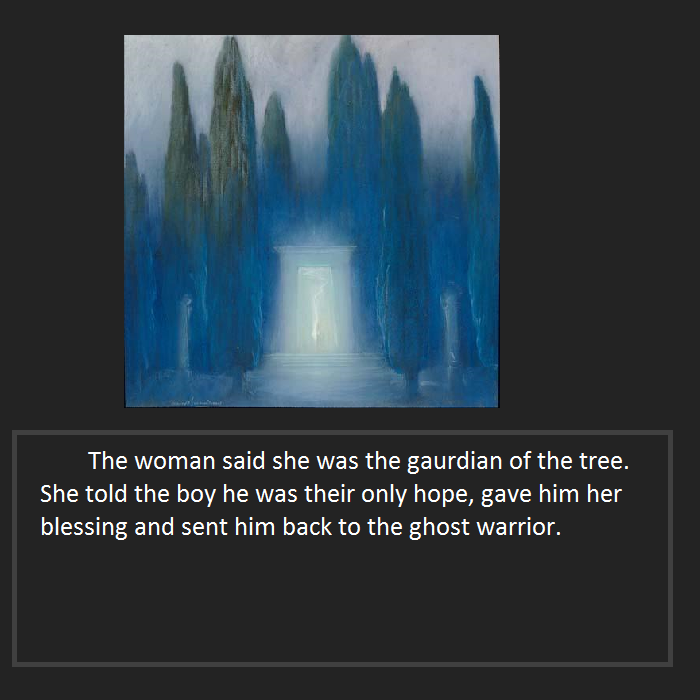 The woman said she was the gaurdian of the tree.
She told the boy he was their only hope, gave him her
blessing and sent him back to the ghost warrior.